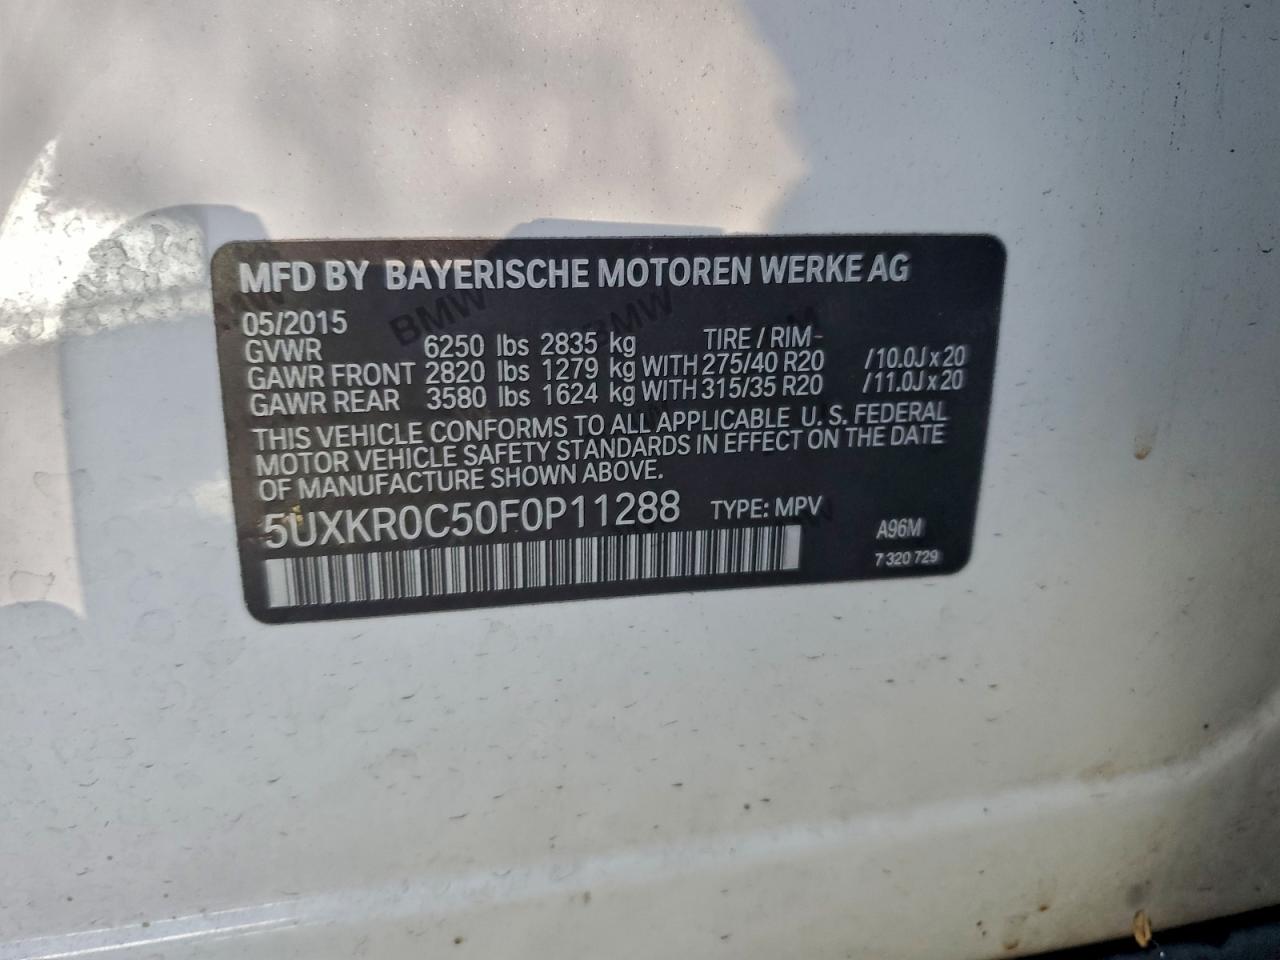 MFD BY BAYERISCHE MOTOREN WERKE AG
05/2015
GVWR 6250 lbs 2835 kg TIRE / RIM-
GAWR FRONT 2820 lbs 1279 kg WITH 275/40 R20 /10.0J x 20
GAWR REAR 3580 lbs 1624 kg WITH 315/35 R20 /11.0J x 20
THIS VEHICLE CONFORMS TO ALL APPLICABLE U. S. FEDERAL
MOTOR VEHICLE SAFETY STANDARDS IN EFFECT ON THE DATE
OF MANUFACTURE SHOWN ABOVE.
5UXKR0C50F0P11288 TYPE: MPV
A96M
7 320 729